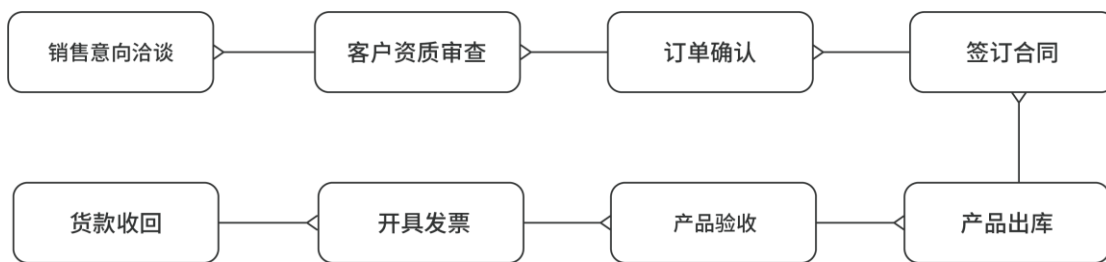 销售意向洽谈
客户资质审查
订单确认
签订合同
货款收回
开具发票
产品验收
产品出库